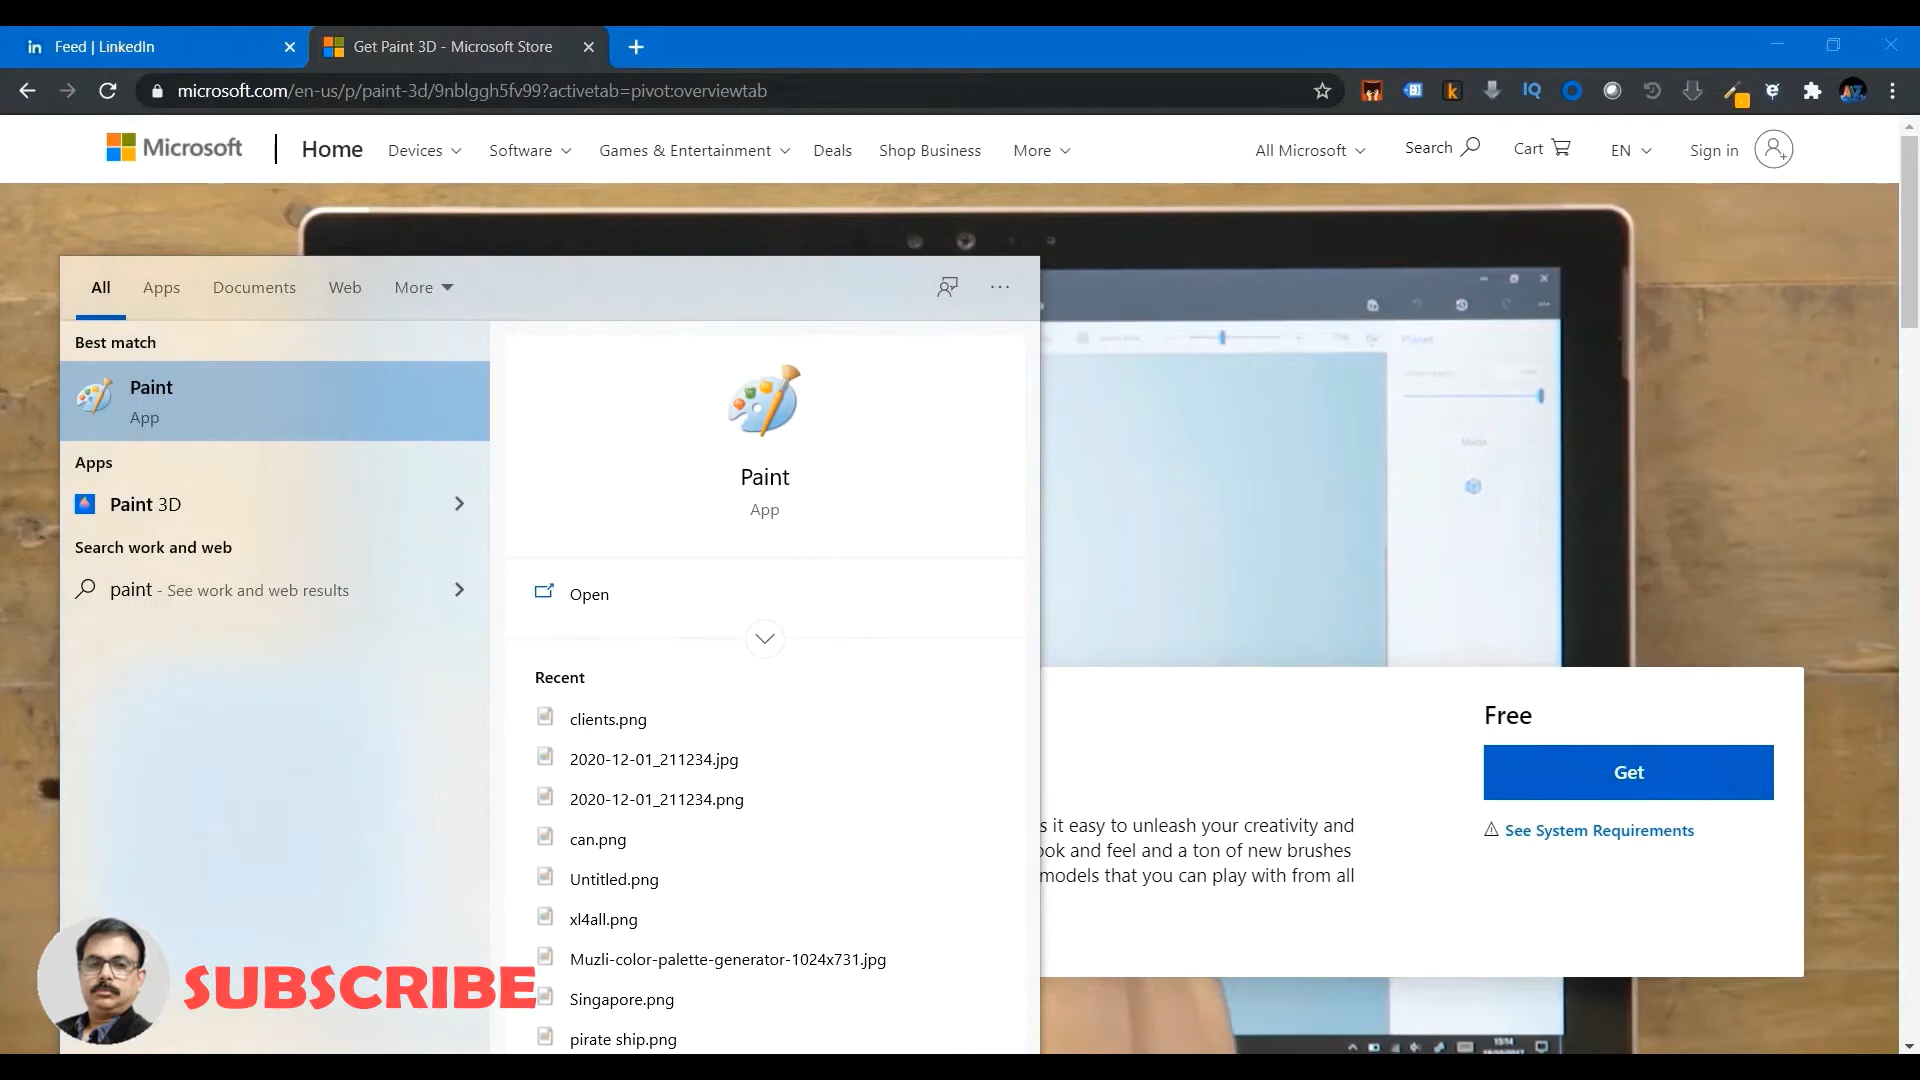 Feed | LinkedIn
Get Paint 3D - Microsoft Store
microsoft.com/en-us/p/paint-3d/9nblggh5fv99?activetab=pivot:overviewtab
IQ
Microsoft
Home
Devices
Software
Games & Entertainment
Deals
Shop Business
More
All Microsoft
Search
Cart
EN
Sign in
All
Apps
Documents
Web
More
Best match
Paint
App
Apps
Paint 3D
Search work and web
paint - See work and web results
Paint
App
Open
Recent
clients.png
2020-12-01_211234.jpg
2020-12-01_211234.png
can.png
Untitled.png
xl4all.png
Muzli-color-palette-generator-1024x731.jpg
Singapore.png
pirate ship.png
Free
Get
See System Requirements
s it easy to unleash your creativity and
ook and feel and a ton of new brushes
models that you can play with from all
SUBSCRIBE